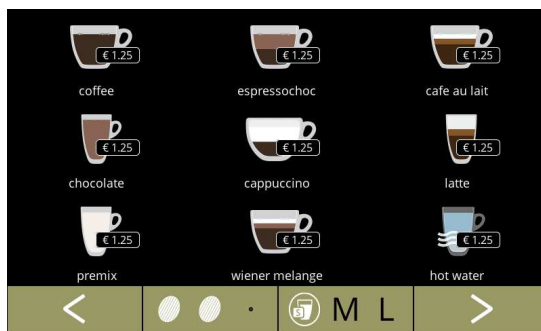 € 1.25 € 1.25 € 1.25
coffee espressochoc cafe au lait
€ 1.25 € 1.25 € 1.25
chocolate cappuccino latte
€ 1.25 € 1.25 € 1.25
premix wiener melange hot water
S M L